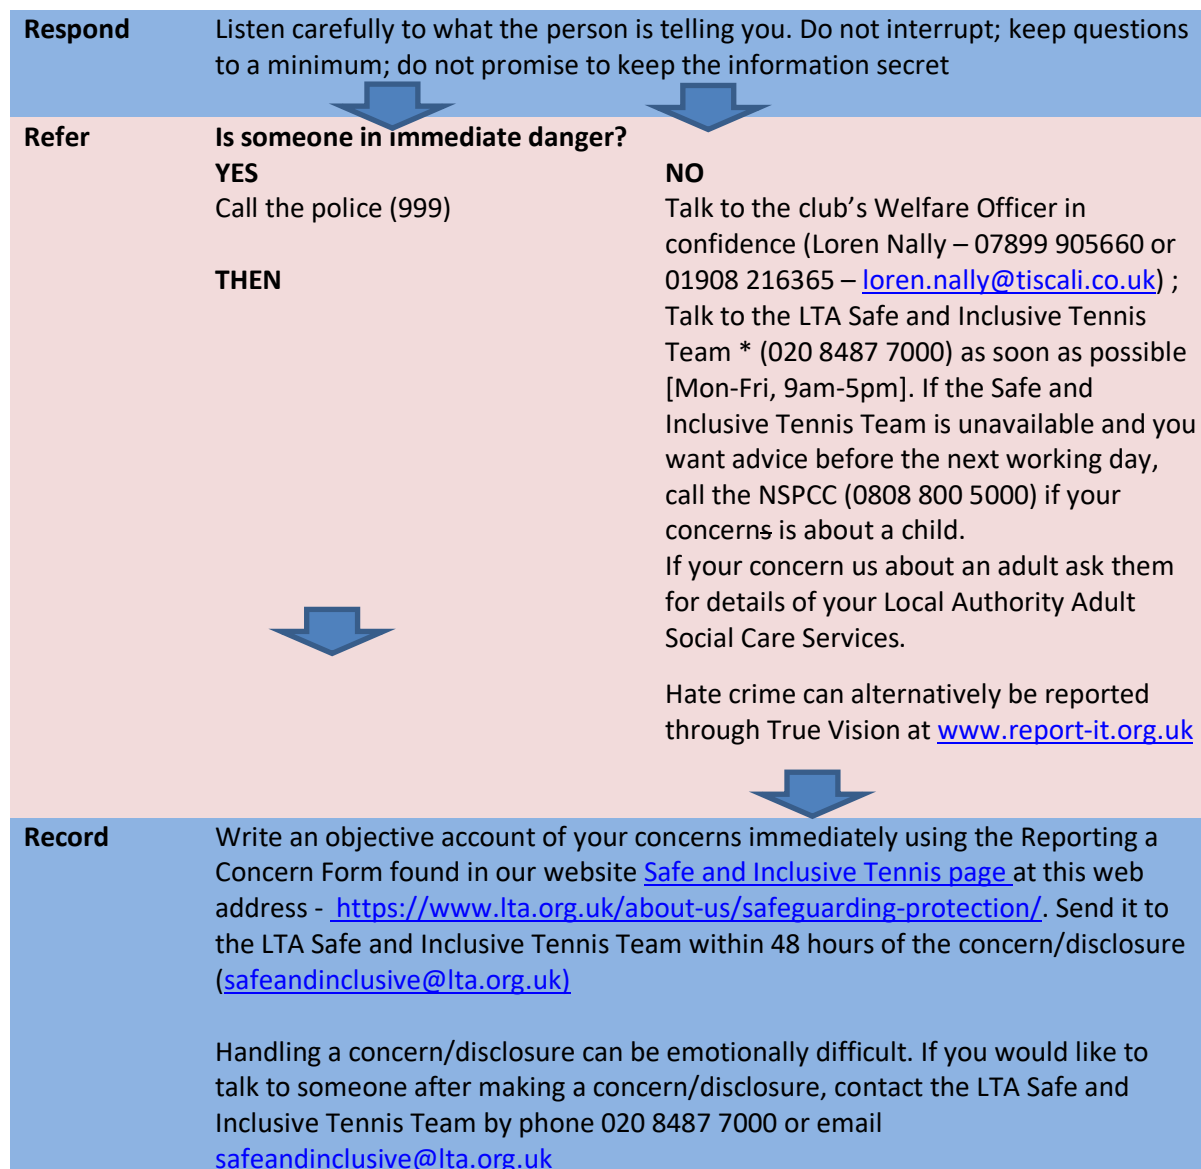 Respond
Listen carefully to what the person is telling you. Do not interrupt; keep questions
to a minimum; do not promise to keep the information secret
Refer
Is someone in immediate danger?
YES
Call the police (999)
THEN
NO
Talk to the club’s Welfare Officer in
confidence (Loren Nally – 07899 905660 or
01908 216365 – loren.nally@tiscali.co.uk) ;
Talk to the LTA Safe and Inclusive Tennis
Team * (020 8487 7000) as soon as possible
[Mon-Fri, 9am-5pm]. If the Safe and
Inclusive Tennis Team is unavailable and you
want advice before the next working day,
call the NSPCC (0808 800 5000) if your
concerns is about a child.
If your concern us about an adult ask them
for details of your Local Authority Adult
Social Care Services.
Hate crime can alternatively be reported
through True Vision at www.report-it.org.uk
Record
Write an objective account of your concerns immediately using the Reporting a
Concern Form found in our website Safe and Inclusive Tennis page at this web
address - https://www.lta.org.uk/about-us/safeguarding-protection/. Send it to
the LTA Safe and Inclusive Tennis Team within 48 hours of the concern/disclosure
(safeandinclusive@lta.org.uk)
Handling a concern/disclosure can be emotionally difficult. If you would like to
talk to someone after making a concern/disclosure, contact the LTA Safe and
Inclusive Tennis Team by phone 020 8487 7000 or email
safeandinclusive@lta.org.uk